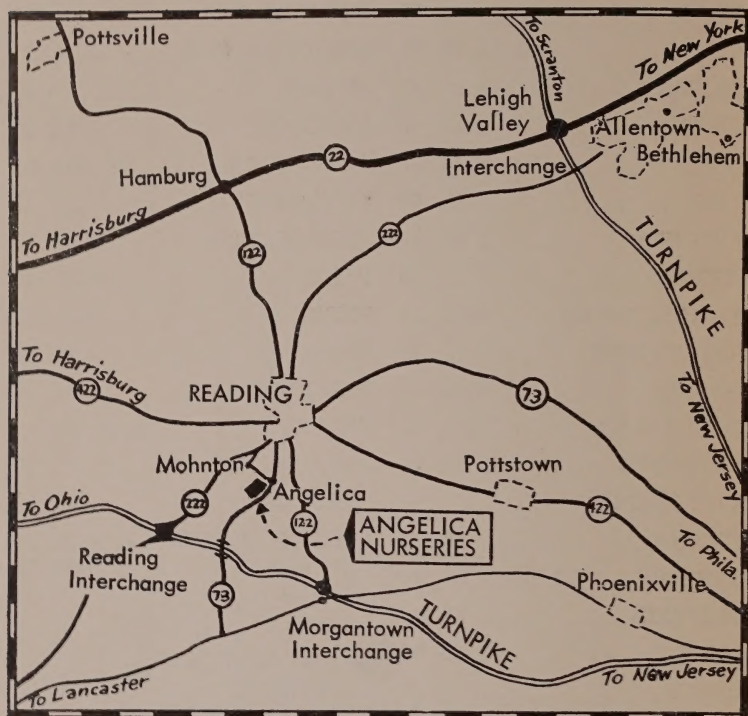 Pottsville
To Scranton
To New York
Lehigh
Valley
Interchange
Allentown
Bethlehem
Hamburg
22
To Harrisburg
122
222
TURNPIKE
To Harrisburg
422
READING
73
To New Jersey
Mohnton
Pottstown
To Ohio
222
Angelica
122
ANGELICA
NURSERIES
422
To Phila.
Reading
Interchange
73
Phoenixville
Morgantown
Interchange
TURNPIKE
To Lancaster
To New Jersey